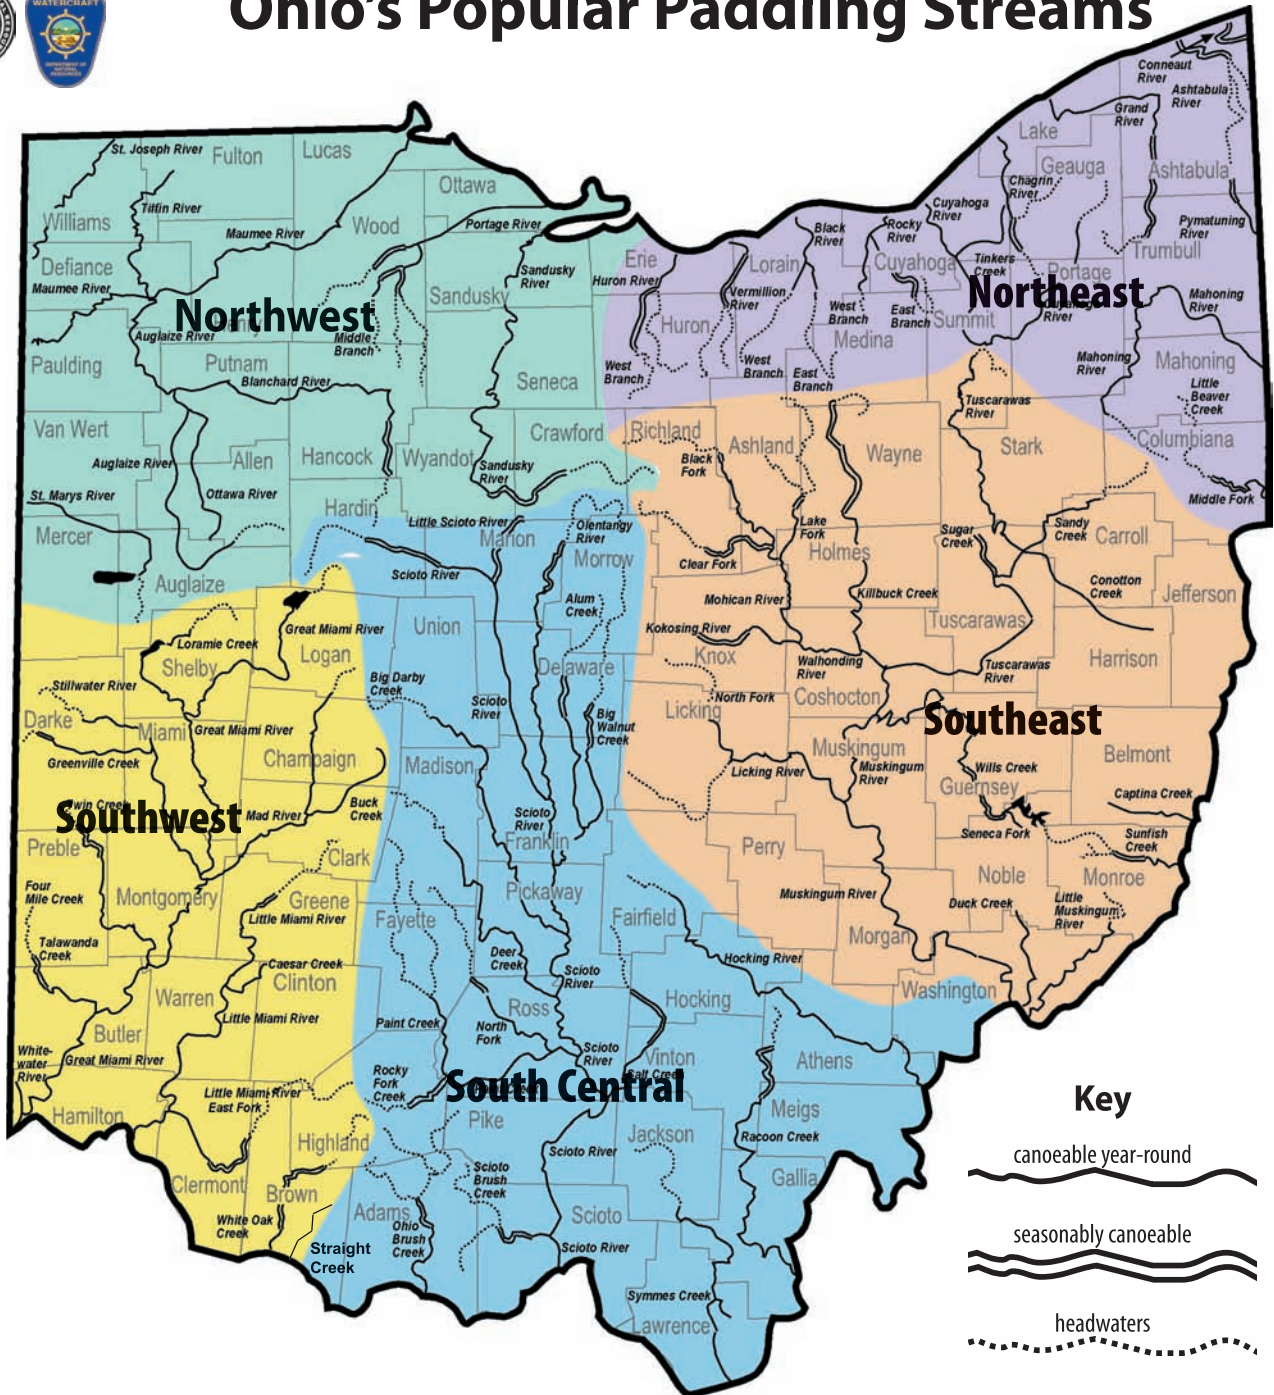 WATERCRAFT
DEPARTMENT OF
NATURAL
RESOURCES
Ohio's Popular Paddling Streams
Conneaut
River
Ashtabula
River
Grand
River
Lake
Geauga
Ashtabula
Chagrin
River
Cuyahoga
River
Pymatuning
River
Trumbull
Rocky
River
Black
River
Erie
Lorain
Cuyahoga
Tinkers
Creek
Portage
Northeast
River
Huron River
Vermillion
River
West
Branch
East
Branch
Summit
Mahoning
River
Huron
Medina
Mahoning
River
Mahoning
West
Branch
West
Branch
East
Branch
Little
Beaver
Creek
Columbiana
Middle Fork
St. Joseph River
Fulton
Lucas
Ottawa
Tiffin River
Williams
Maumee River
Wood
Portage River
Defiance
Maumee River
Sandusky
River
Sandusky
Northwest
Auglaize River
Middle
Branch
Paulding
Putnam
Blanchard River
Seneca
Van Wert
Auglaize River
Allen
Hancock
Wyandot
Crawford
Sandusky
River
St. Marys River
Ottawa River
Hardin
Mercer
Auglaize
Richland
Black
Fork
Ashland
Wayne
Tuscarawas
River
Stark
Lake
Fork
Holmes
Sugar
Creek
Sandy
Creek
Carroll
Clear Fork
Mohican River
Killbuck Creek
Conotton
Creek
Jefferson
Kokosing River
Tuscarawas
Knox
Walhonding
River
Tuscarawas
River
Harrison
North Fork
Coshocton
Licking
Southeast
Muskingum
Muskingum
River
Licking River
Wills Creek
Guernsey
Belmont
Captina Creek
Seneca Fork
Sunfish
Creek
Perry
Noble
Monroe
Muskingum River
Duck Creek
Little
Muskingum
River
Morgan
Washington
Little Scioto River
Marion
Olentangy
River
Morrow
Scioto River
Alum
Creek
Union
Delaware
Big Darby
Creek
Scioto
River
Big
Walnut
Creek
Madison
Scioto
River
Franklin
Pickaway
Fayette
Fairfield
Deer
Creek
Scioto
River
Hocking River
Ross
Hocking
Paint Creek
North
Fork
Scioto
River
Vinton
Salt Creek
Athens
Rocky
Fork
Creek
South Central
Pike
Meigs
Jackson
Racoon Creek
Scioto River
Scioto
Brush
Creek
Gallia
Adams
Ohio
Brush
Creek
Scioto
Scioto River
Symmes Creek
Lawrence
Great Miami River
Loramie Creek
Logan
Shelby
Stillwater River
Darke
Miami
Great Miami River
Champaign
Greenville Creek
Twin Creek
Southwest
Mad River
Buck
Creek
Preble
Clark
Four
Mile Creek
Montgomery
Greene
Little Miami River
Talawanda
Creek
Caesar Creek
Clinton
Warren
Little Miami River
Butler
White-
water
River
Great Miami River
Little Miami River
East Fork
Hamilton
Highland
Clermont
Brown
White Oak
Creek
Straight
Creek
Key
canoeable year-round
seasonably canoeable
headwaters